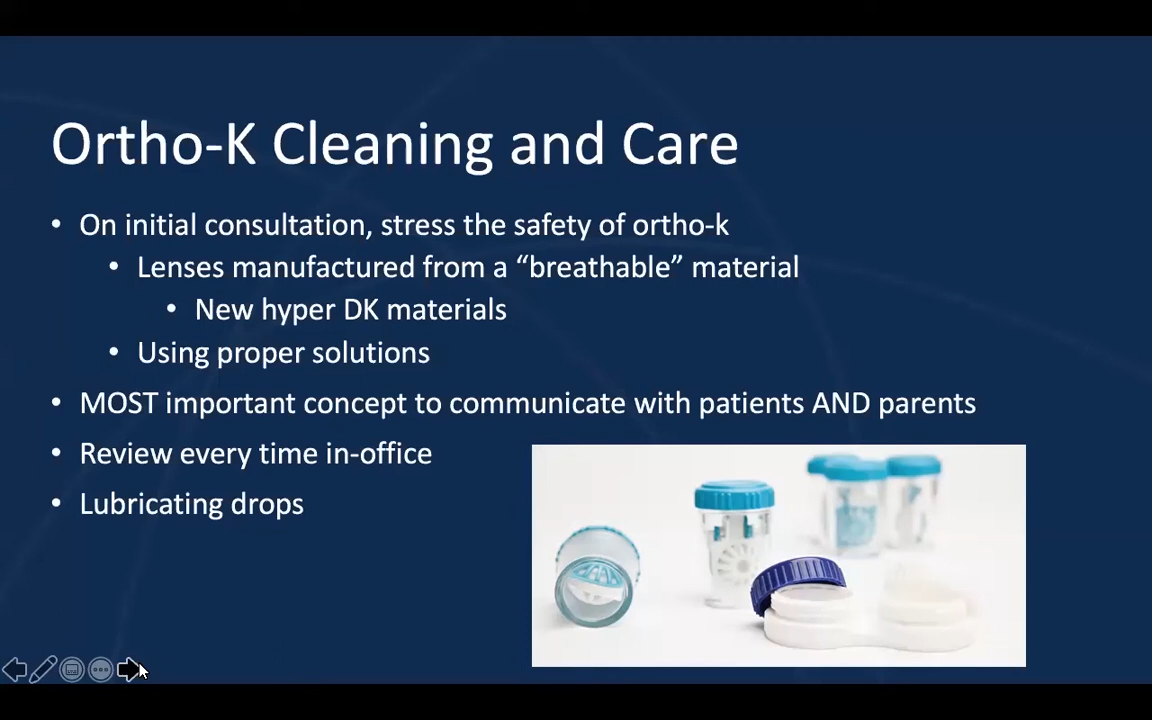 Ortho-K Cleaning and Care
• On initial consultation, stress the safety of ortho-k
• Lenses manufactured from a “breathable” material
• New hyper DK materials
• Using proper solutions
• MOST important concept to communicate with patients AND parents
• Review every time in-office
• Lubricating drops